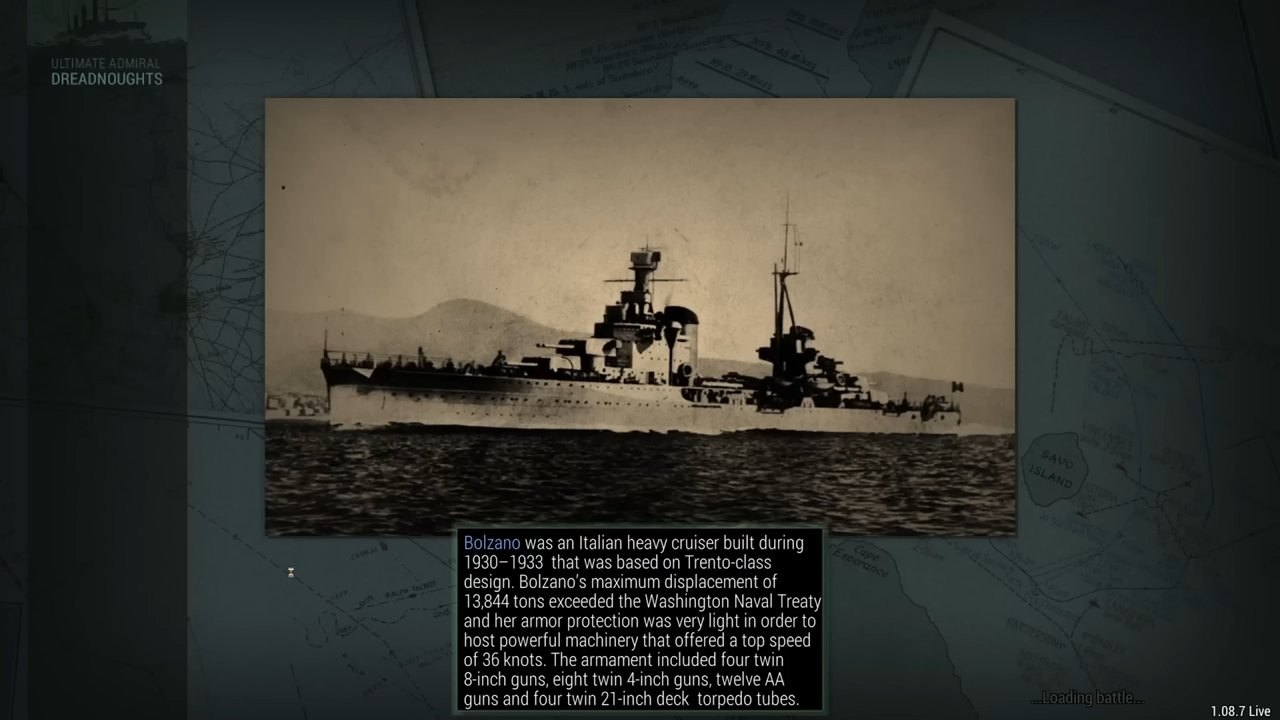 ULTIMATE ADMIRAL
DREADNOUGHTS
SAVO
ISLAND
Cape
Esperance
Bolzano was an Italian heavy cruiser built during
1930–1933  that was based on Trento-class
design. Bolzano's maximum displacement of
13,844 tons exceeded the Washington Naval Treaty
and her armor protection was very light in order to
host powerful machinery that offered a top speed
of 36 knots. The armament included four twin
8-inch guns, eight twin 4-inch guns, twelve AA
guns and four twin 21-inch deck  torpedo tubes.
...Loading battle...
1.08.7 Live